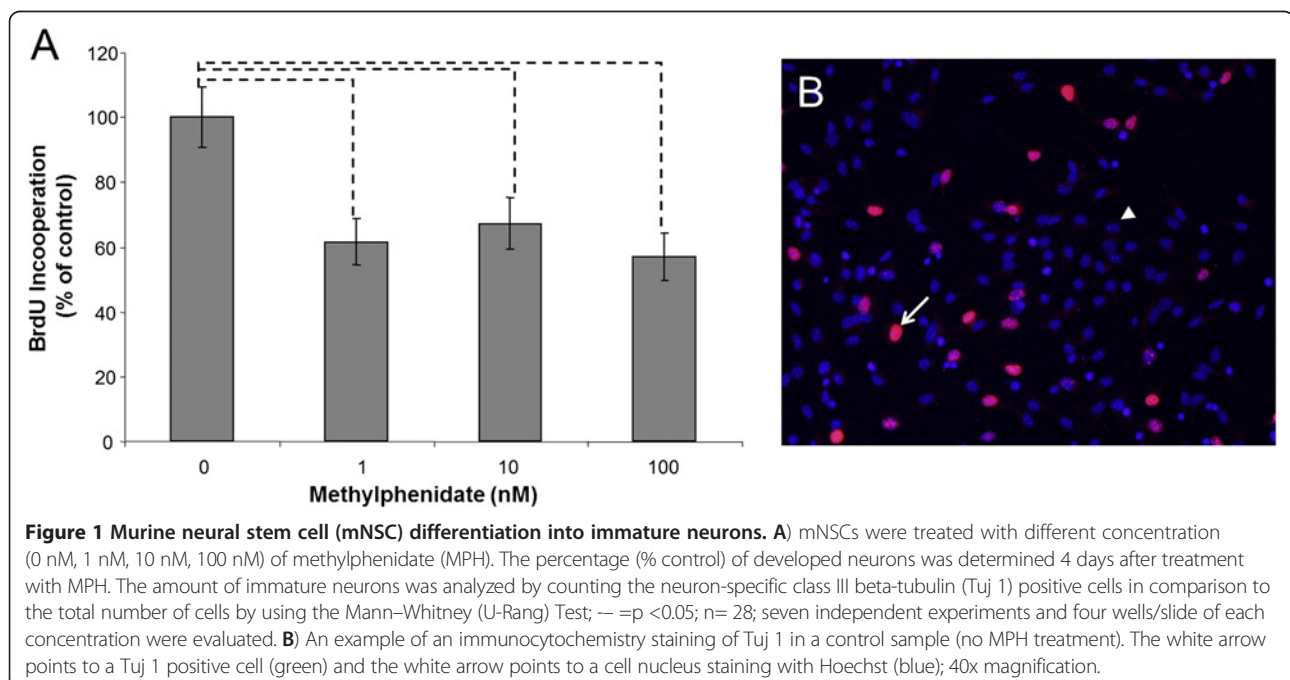 A
120
100
80
60
40
20
0
BrdU Incooperation
(% of control)
0 1 10 100
Methylphenidate (nM)
B
Figure 1 Murine neural stem cell (mNSC) differentiation into immature neurons. A) mNSCs were treated with different concentration
(0 nM, 1 nM, 10 nM, 100 nM) of methylphenidate (MPH). The percentage (% control) of developed neurons was determined 4 days after treatment
with MPH. The amount of immature neurons was analyzed by counting the neuron-specific class III beta-tubulin (Tuj 1) positive cells in comparison to
the total number of cells by using the Mann–Whitney (U-Rang) Test; -– =p <0.05; n= 28; seven independent experiments and four wells/slide of each
concentration were evaluated. B) An example of an immunocytochemistry staining of Tuj 1 in a control sample (no MPH treatment). The white arrow
points to a Tuj 1 positive cell (green) and the white arrow points to a cell nucleus staining with Hoechst (blue); 40x magnification.